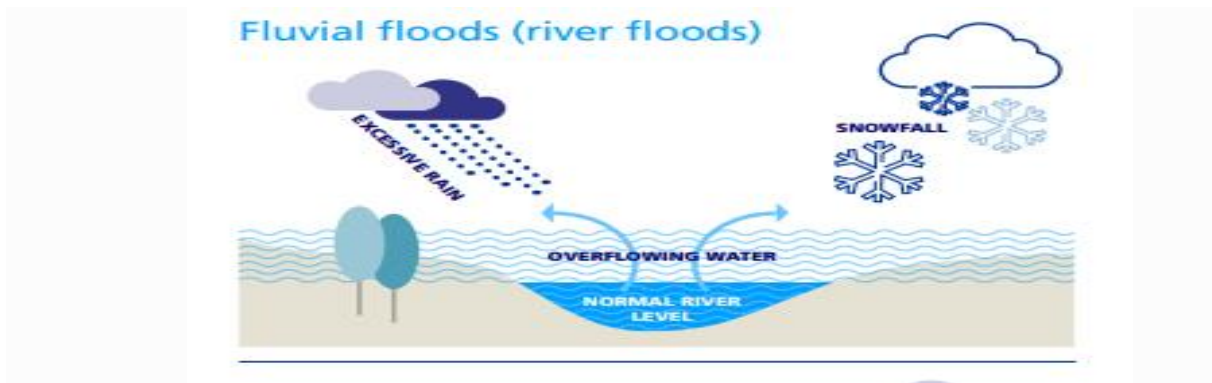 Fluvial floods (river floods)
EXCESSIVE RAIN
SNOWFALL
OVERFLOWING WATER
NORMAL RIVER
LEVEL